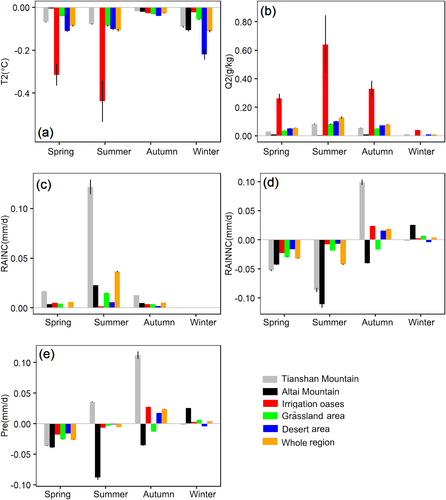 T2(°C)
0.0
-0.2
-0.4
(a)
Spring
Summer
Autumn
Winter
Q2(g/kg)
0.8
0.6
0.4
0.2
0.0
(b)
Spring
Summer
Autumn
Winter
RAINC(mm/d)
0.10
0.05
0.00
(c)
Spring
Summer
Autumn
Winter
RAINNC(mm/d)
0.10
0.05
0.00
-0.05
-0.10
(d)
Spring
Summer
Autumn
Winter
Pre(mm/d)
0.10
0.05
0.00
-0.05
-0.10
(e)
Spring
Summer
Autumn
Winter
Tianshan Mountain
Altai Mountain
Irrigation oases
Grassland area
Desert area
Whole region